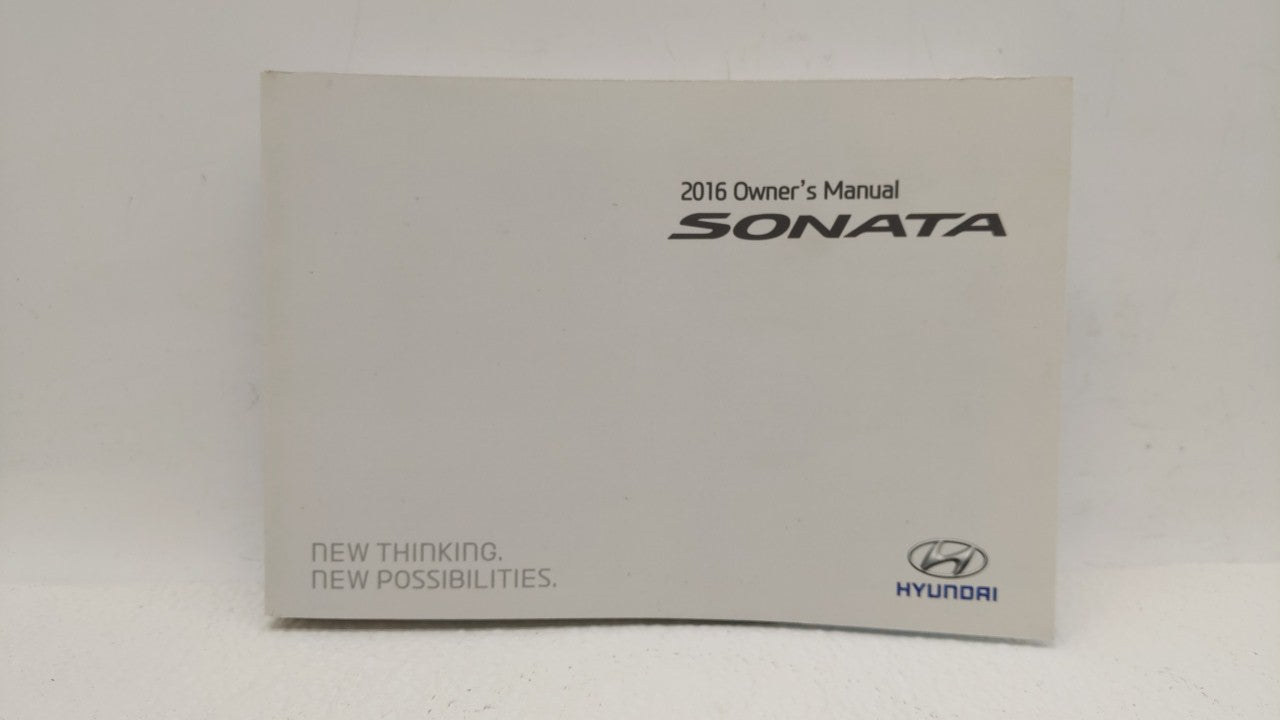 2016 Owner's Manual
SONATA
NEW THINKING.
NEW POSSIBILITIES.
HYUNDAI